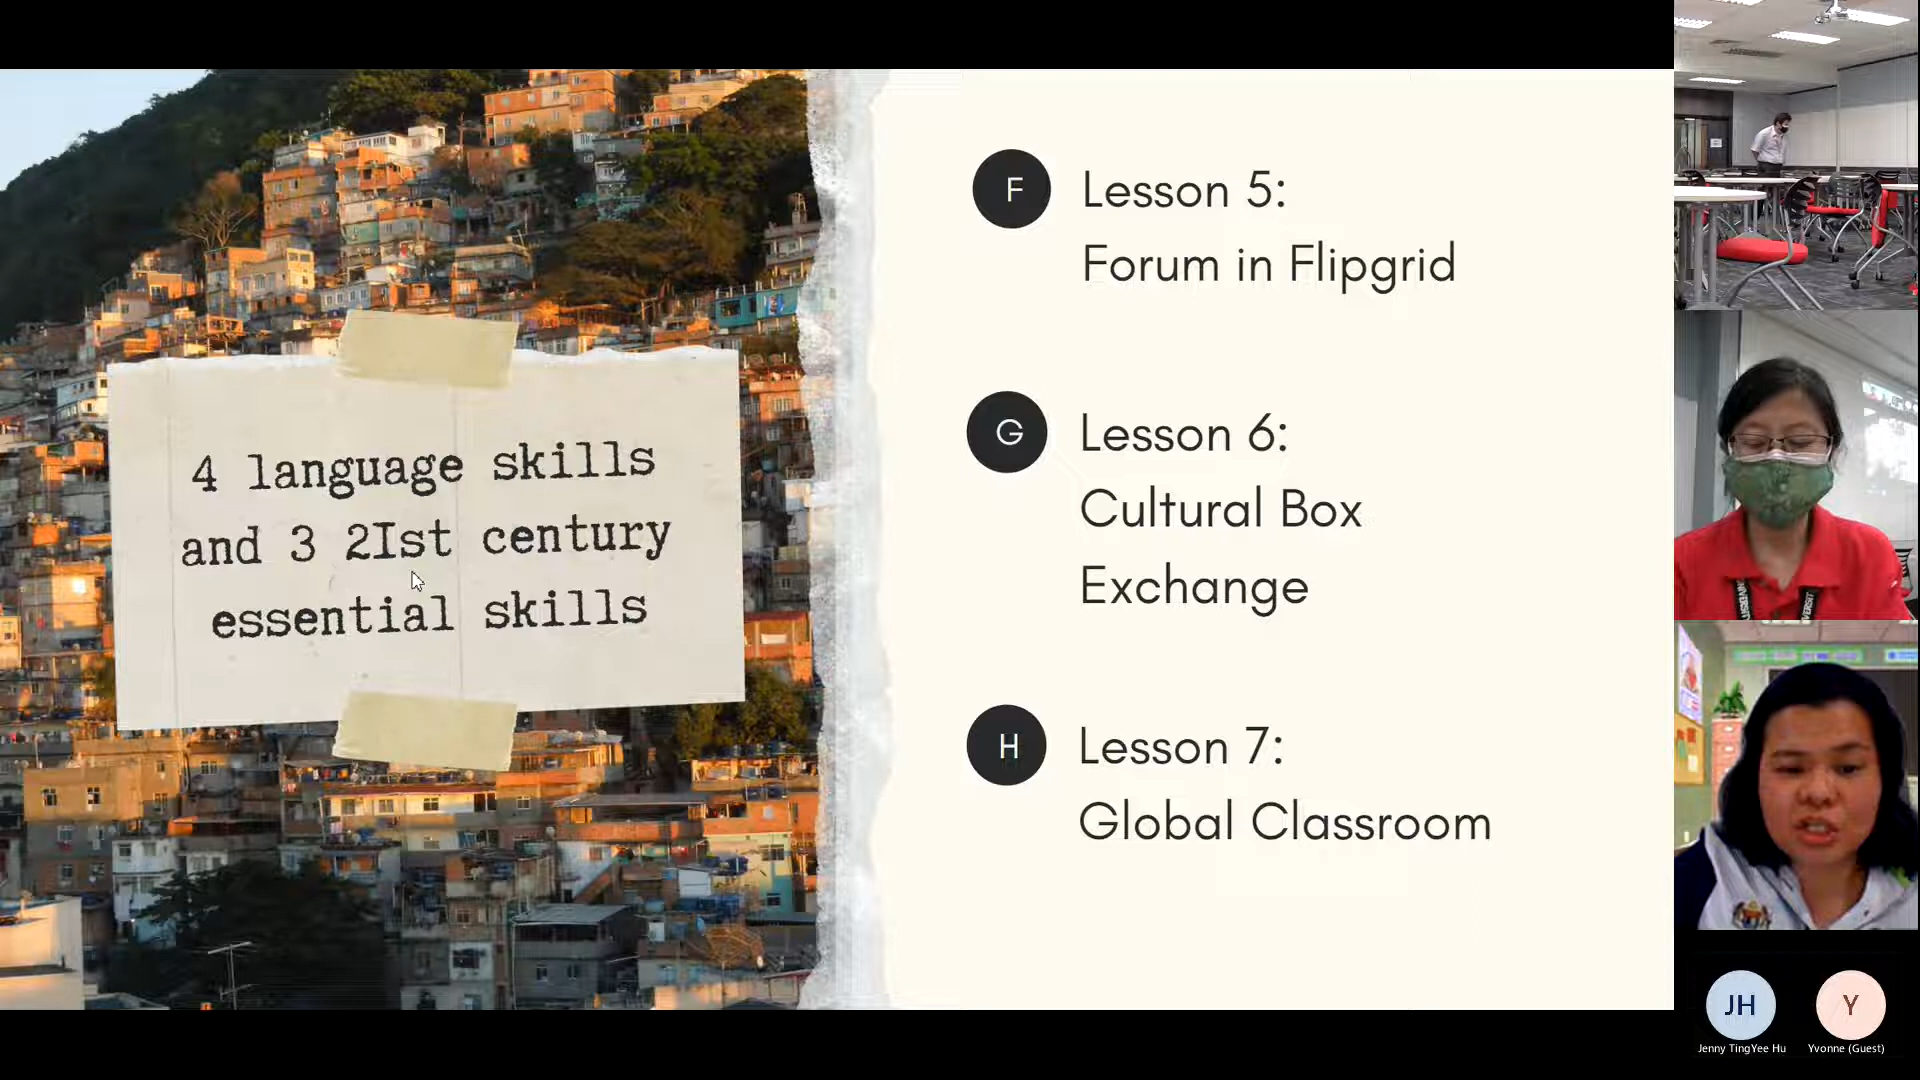 4 language skills
and 3 2Ist century
essential skills
F
Lesson 5:
Forum in Flipgrid
G
Lesson 6:
Cultural Box
Exchange
H
Lesson 7:
Global Classroom
JH
Y
Jenny TingYee Hu
Yvonne (Guest)